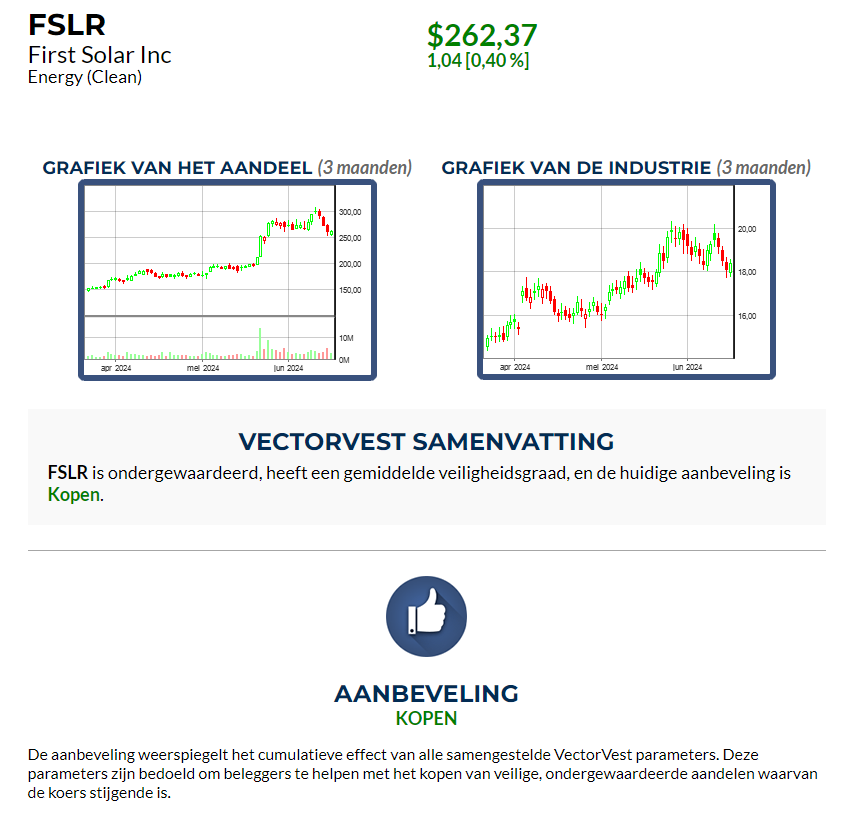 FSLR
First Solar Inc
Energy (Clean)
$262,37
1,04 [0,40 %]
GRAFIEK VAN HET AANDEEL (3 maanden)
300,00
250,00
200,00
150,00
10M
0M
apr 2024
mei 2024
jun 2024
GRAFIEK VAN DE INDUSTRIE (3 maanden)
20,00
18,00
16,00
apr 2024
mei 2024
jun 2024
VECTORVEST SAMENVATTING
FSLR is ondergewaardeerd, heeft een gemiddelde veiligheidsgraad, en de huidige aanbeveling is
Kopen.
AANBEVELING
KOPEN
De aanbeveling weerspiegelt het cumulatieve effect van alle samengestelde VectorVest parameters. Deze
parameters zijn bedoeld om beleggers te helpen met het kopen van veilige, ondergewaardeerde aandelen waarvan
de koers stijgende is.